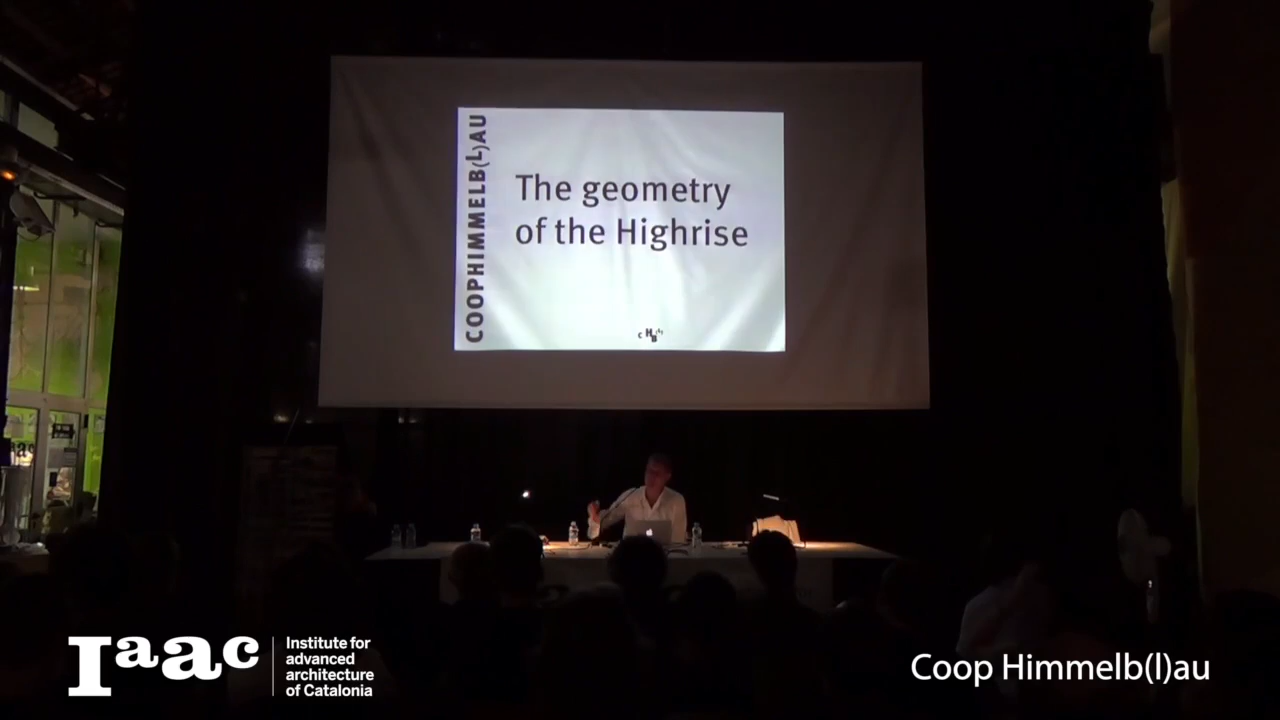 COOPHIMMELB(L)AU
The geometry
of the Highrise
Iaac
Institute for
advanced
architecture
of Catalonia
Coop Himmelb(l)au